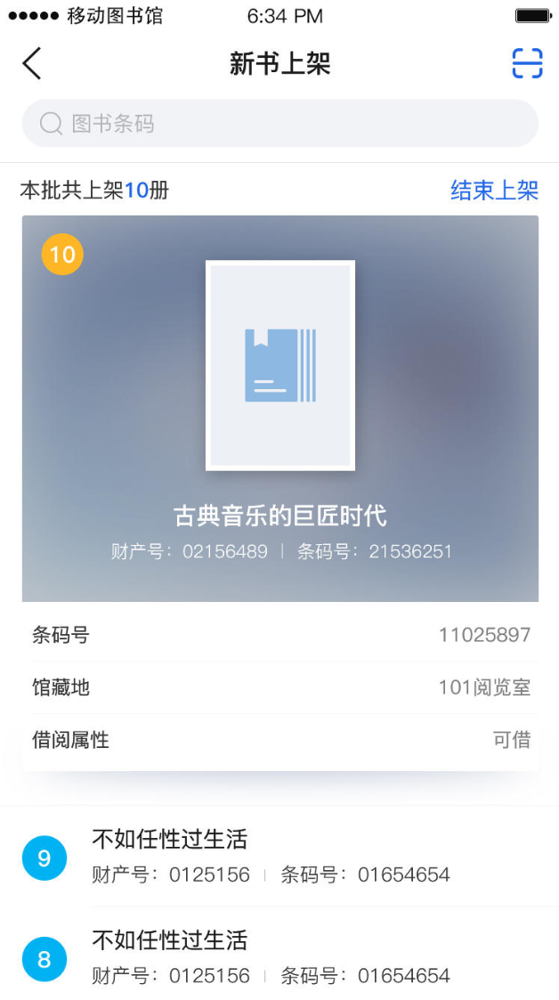 移动图书馆 6:34 PM
新书上架
图书条码
本批共上架10册 结束上架
10
古典音乐的巨匠时代
财产号：02156489 | 条码号：21536251
条码号 11025897
馆藏地 101阅览室
借阅属性 可借
不如任性过生活
9
财产号：0125156 | 条码号：01654654
不如任性过生活
8
财产号：0125156 | 条码号：01654654